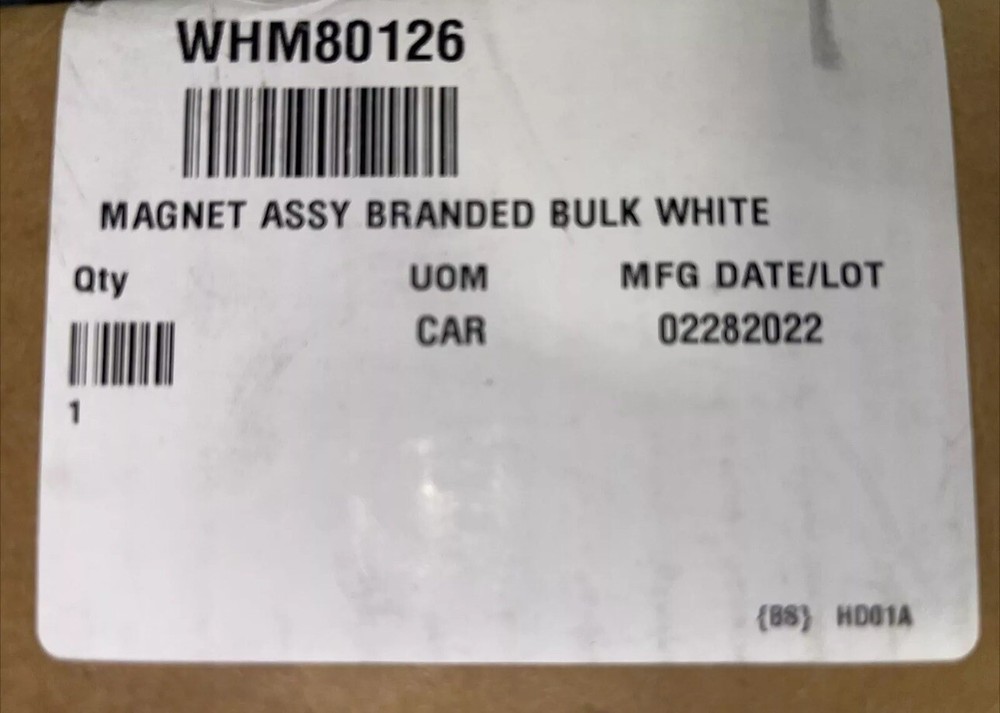 WHM80126
MAGNET ASSY BRANDED BULK WHITE
Qty UOM MFG DATE/LOT
CAR 02282022
1
{BS} HD01A